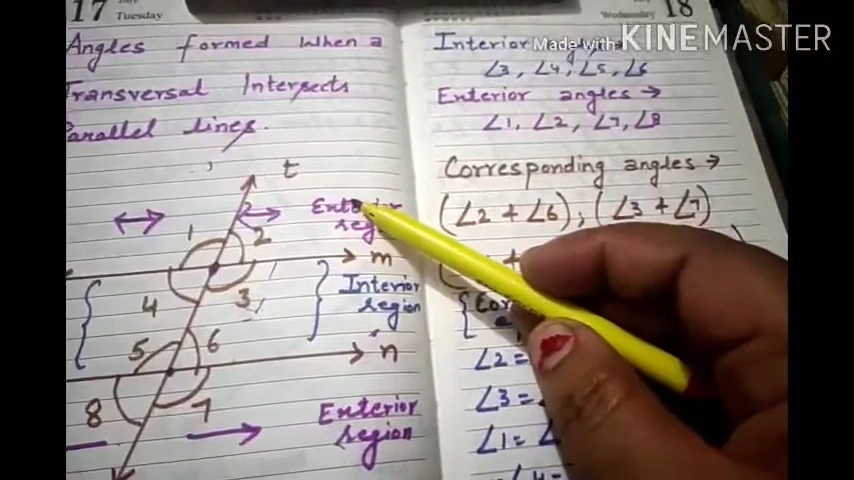 17
Tuesday
Angles formed when a
Transversal Intersects
Parallel lines.
t
Exterior
1
2
m
Interior
region
4
3
5
6
n
8
7
Exterior
region
Wednesday 18
Interior
∠3, ∠4, ∠5, ∠6
Exterior angles →
∠1, ∠2, ∠7, ∠8
Corresponding angles →
(∠2 + ∠6), (∠3 + ∠7)
∠2 =
∠3 =
∠1 = ∠
∠4 =
Made with KINEMASTER